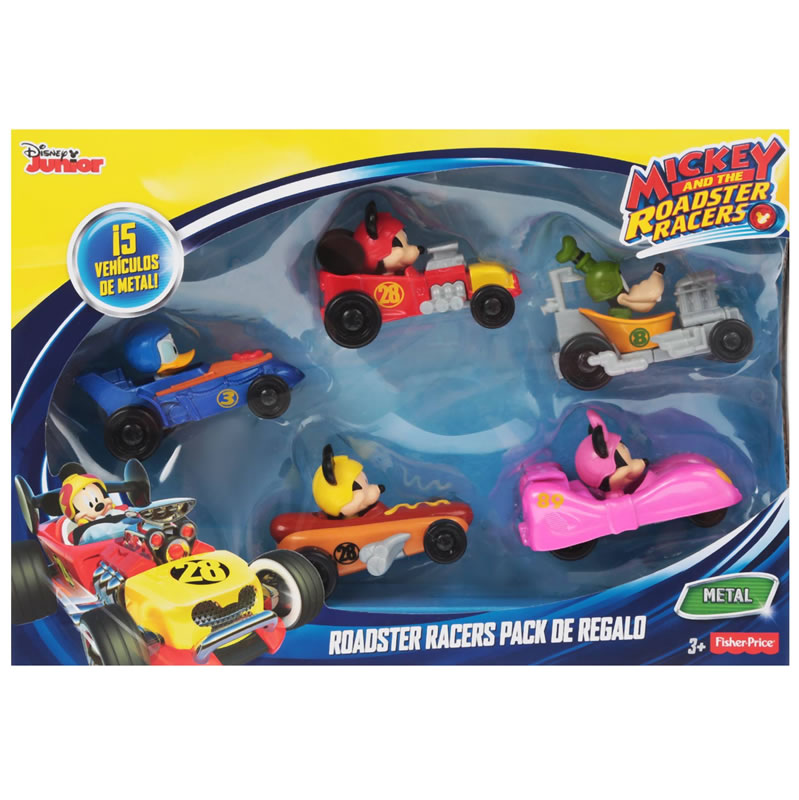 Disney
Junior
¡5
VEHÍCULOS
DE METAL!
MICKEY
AND THE
ROADSTER
RACERS
28
8
3
28
89
28
METAL
ROADSTER RACERS PACK DE REGALO
3+
Fisher-Price